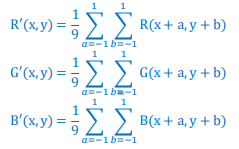 R′(x,y) = 1/9 ∑_{a=−1}^{1} ∑_{b=−1}^{1} R(x + a, y + b)
G′(x,y) = 1/9 ∑_{a=−1}^{1} ∑_{b=−1}^{1} G(x + a, y + b)
B′(x,y) = 1/9 ∑_{a=−1}^{1} ∑_{b=−1}^{1} B(x + a, y + b)